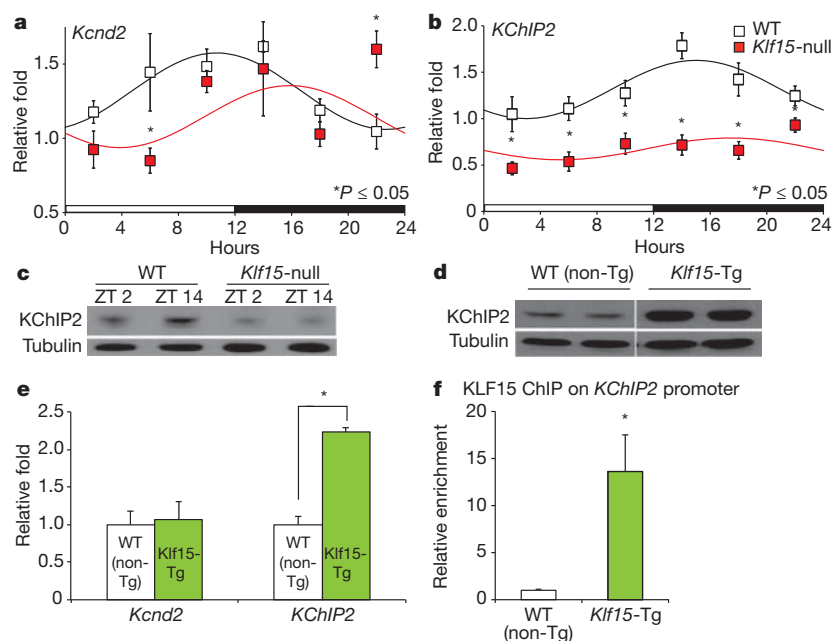 a
Kcnd2
*
1.5
*
1.0
*P ≤ 0.05
0.5
0 4 8 12 16 20 24
Hours
Relative fold
b
KChIP2
WT
Klf15-null
2.0
1.5
1.0
* * * * * *
0.5
*P ≤ 0.05
0
0 4 8 12 16 20 24
Hours
Relative fold
c
WT Klf15-null
ZT 2 ZT 14 ZT 2 ZT 14
KChIP2
Tubulin
d
WT (non-Tg) Klf15-Tg
KChIP2
Tubulin
e
*
2.5
2.0
1.5
1.0
0.5
0
Relative fold
WT
(non-
Tg)
Klf15-
Tg
WT
(non-
Tg)
Klf15-
Tg
Kcnd2 KChIP2
f KLF15 ChIP on KChIP2 promoter
20
*
15
10
5
0
Relative enrichment
WT
(non-Tg)
Klf15-Tg